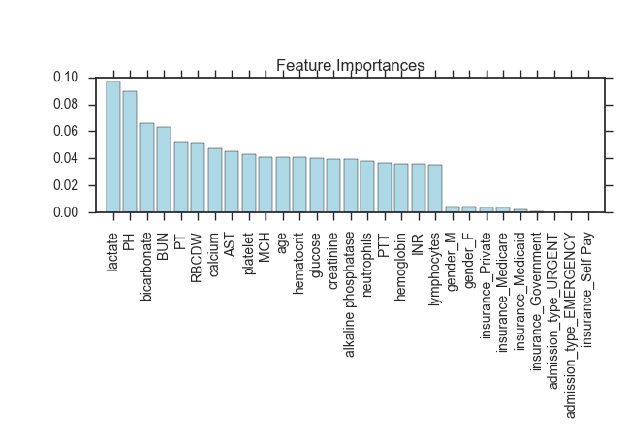 Feature Importances
0.10
0.08
0.06
0.04
0.02
0.00
lactate
PH
bicarbonate
BUN
PT
RBCDW
calcium
AST
platelet
MCH
age
hematocrit
glucose
creatinine
alkaline phosphatase
neutrophils
PTT
hemoglobin
INR
lymphocytes
gender_M
gender_F
insurance_Private
insurance_Medicare
insurance_Medicaid
insurance_Government
admission_type_URGENT
admission_type_EMERGENCY
insurance_Self Pay